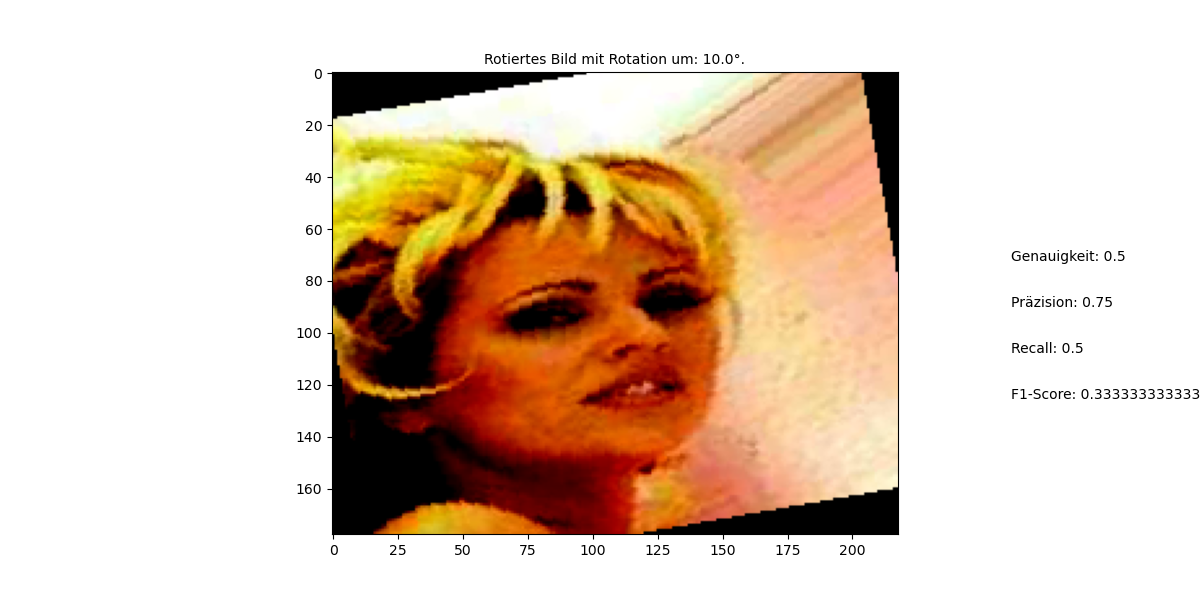 Rotiertes Bild mit Rotation um: 10.0°.
0
20
40
60
80
100
120
140
160
0 25 50 75 100 125 150 175 200
Genauigkeit: 0.5
Präzision: 0.75
Recall: 0.5
F1-Score: 0.333333333333